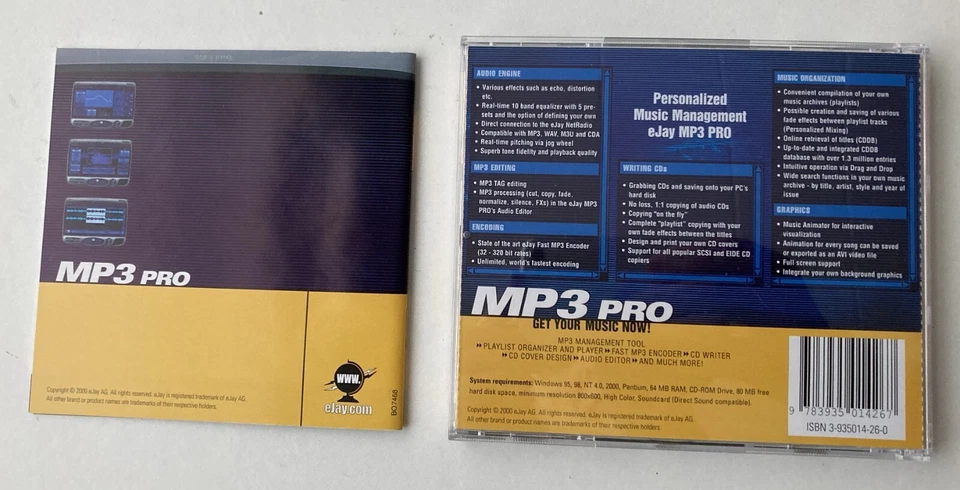 MP3 PRO
Copyright © 2000 eJay AG. All rights reserved. eJay is registered trademark of eJay AG.
All other brand or product names are trademarks of their respective holders.
WWW.
eJay.com
BO7468
AUDIO ENGINE
• Various effects such as echo, distortion
etc.
• Real-time 10 band equalizer with 5 pre-
sets and the option of defining your own
• Direct connection to the eJay NetRadio
• Compatible with MP3, WAV, M3U and CDA
• Real-time pitching via jog wheel
• Superb tone fidelity and playback quality
MP3 EDITING
• MP3 TAG editing
• MP3 processing (cut, copy, fade,
normalize, silence, FXs) in the eJay MP3
PRO's Audio Editor
ENCODING
• State of the art eJay Fast MP3 Encoder
(32 - 320 bit rates)
• Unlimited, world's fastest encoding
Personalized
Music Management
eJay MP3 PRO
WRITING CDs
• Grabbing CDs and saving onto your PC's
hard disk
• No loss, 1:1 copying of audio CDs
• Copying "on the fly"
• Complete "playlist" copying with your
own fade effects between the titles
• Design and print your own CD covers
• Support for all popular SCSI and EIDE CD
copiers
MUSIC ORGANIZATION
• Convenient compilation of your own
music archives (playlists)
• Possible creation and saving of various
fade effects between playlist tracks
(Personalized Mixing)
• Online retrieval of titles (CDDB)
• Up-to-date and integrated CDDB
database with over 1.3 million entries
• Intuitive operation via Drag and Drop
• Wide search functions in your own music
archive - by title, artist, style and year of
issue
GRAPHICS
• Music Animator for interactive
visualization
• Animation for every song can be saved
or exported as an AVI video file
• Full screen support
• Integrate your own background graphics
MP3 PRO
GET YOUR MUSIC NOW!
MP3 MANAGEMENT TOOL
PLAYLIST ORGANIZER AND PLAYER FAST MP3 ENCODER CD WRITER
CD COVER DESIGN AUDIO EDITOR AND MUCH MORE!
System requirements: Windows 95, 98, NT 4.0, 2000, Pentium, 64 MB RAM, CD-ROM Drive, 80 MB free
hard disk space, minimum resolution 800x600, High Color, Soundcard (Direct Sound compatible).
Copyright © 2000 eJay AG. All rights reserved. eJay is registered trademark of eJay AG.
All other brand or product names are trademarks of their respective holders.
9 783935 014267
ISBN 3-935014-26-0